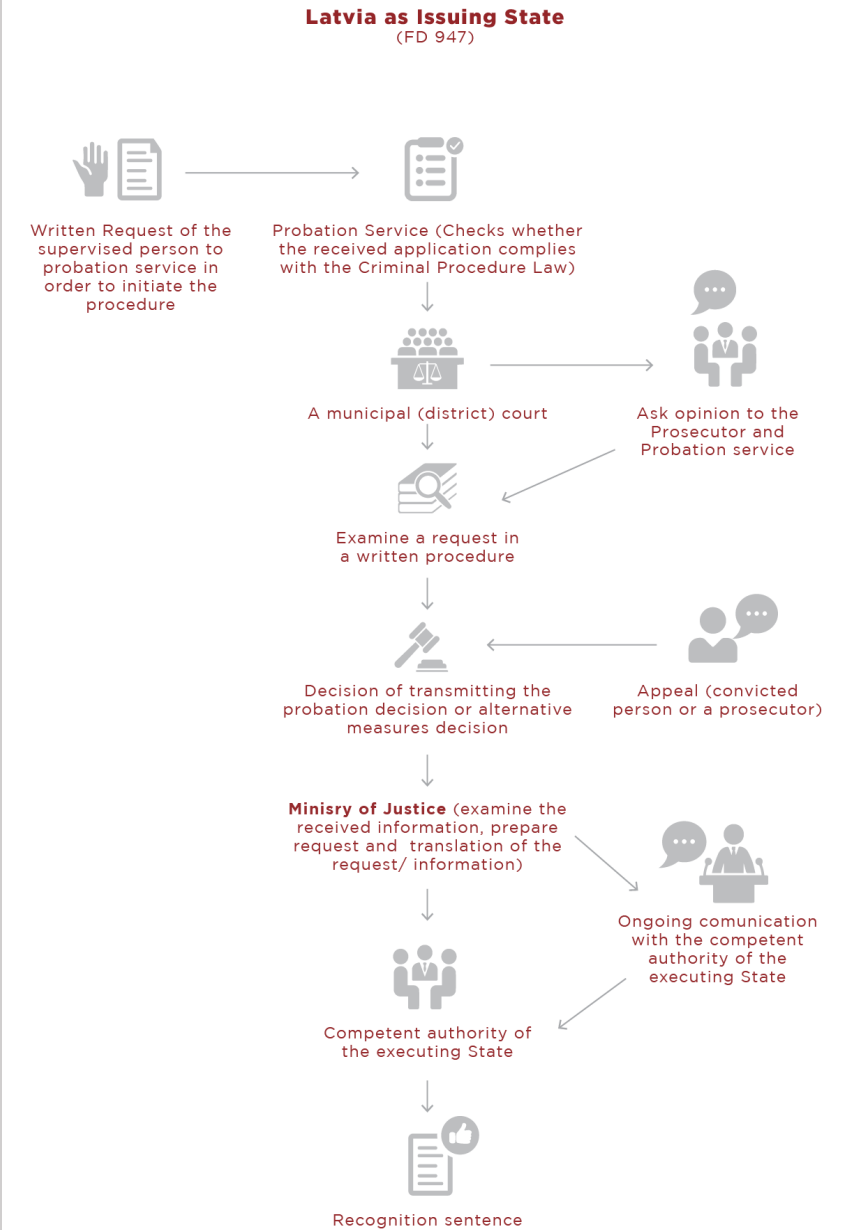 Latvia as Issuing State
(FD 947)
Written Request of the
supervised person to
probation service in
order to initiate the
procedure
Probation Service (Checks whether
the received application complies
with the Criminal Procedure Law)
A municipal (district) court
Ask opinion to the
Prosecutor and
Probation service
Examine a request in
a written procedure
Decision of transmitting the
probation decision or alternative
measures decision
Appeal (convicted
person or a prosecutor)
Minisry of Justice (examine the
received information, prepare
request and translation of the
request/ information)
Ongoing comunication
with the competent
authority of the
executing State
Competent authority of
the executing State
Recognition sentence